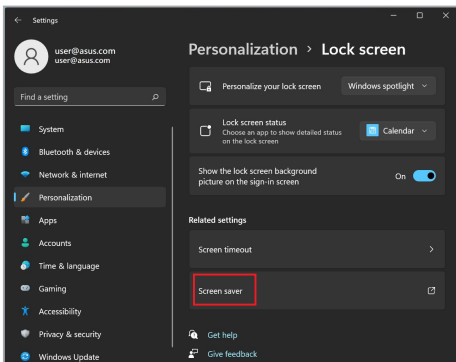 Settings
user@asus.com
user@asus.com
Find a setting
System
Bluetooth & devices
Network & internet
Personalization
Apps
Accounts
Time & language
Gaming
Accessibility
Privacy & security
Windows Update
Personalization > Lock screen
Personalize your lock screen
Windows spotlight
Lock screen status
Choose an app to show detailed status
on the lock screen
Calendar
Show the lock screen background
picture on the sign-in screen
On
Related settings
Screen timeout
Screen saver
Get help
Give feedback